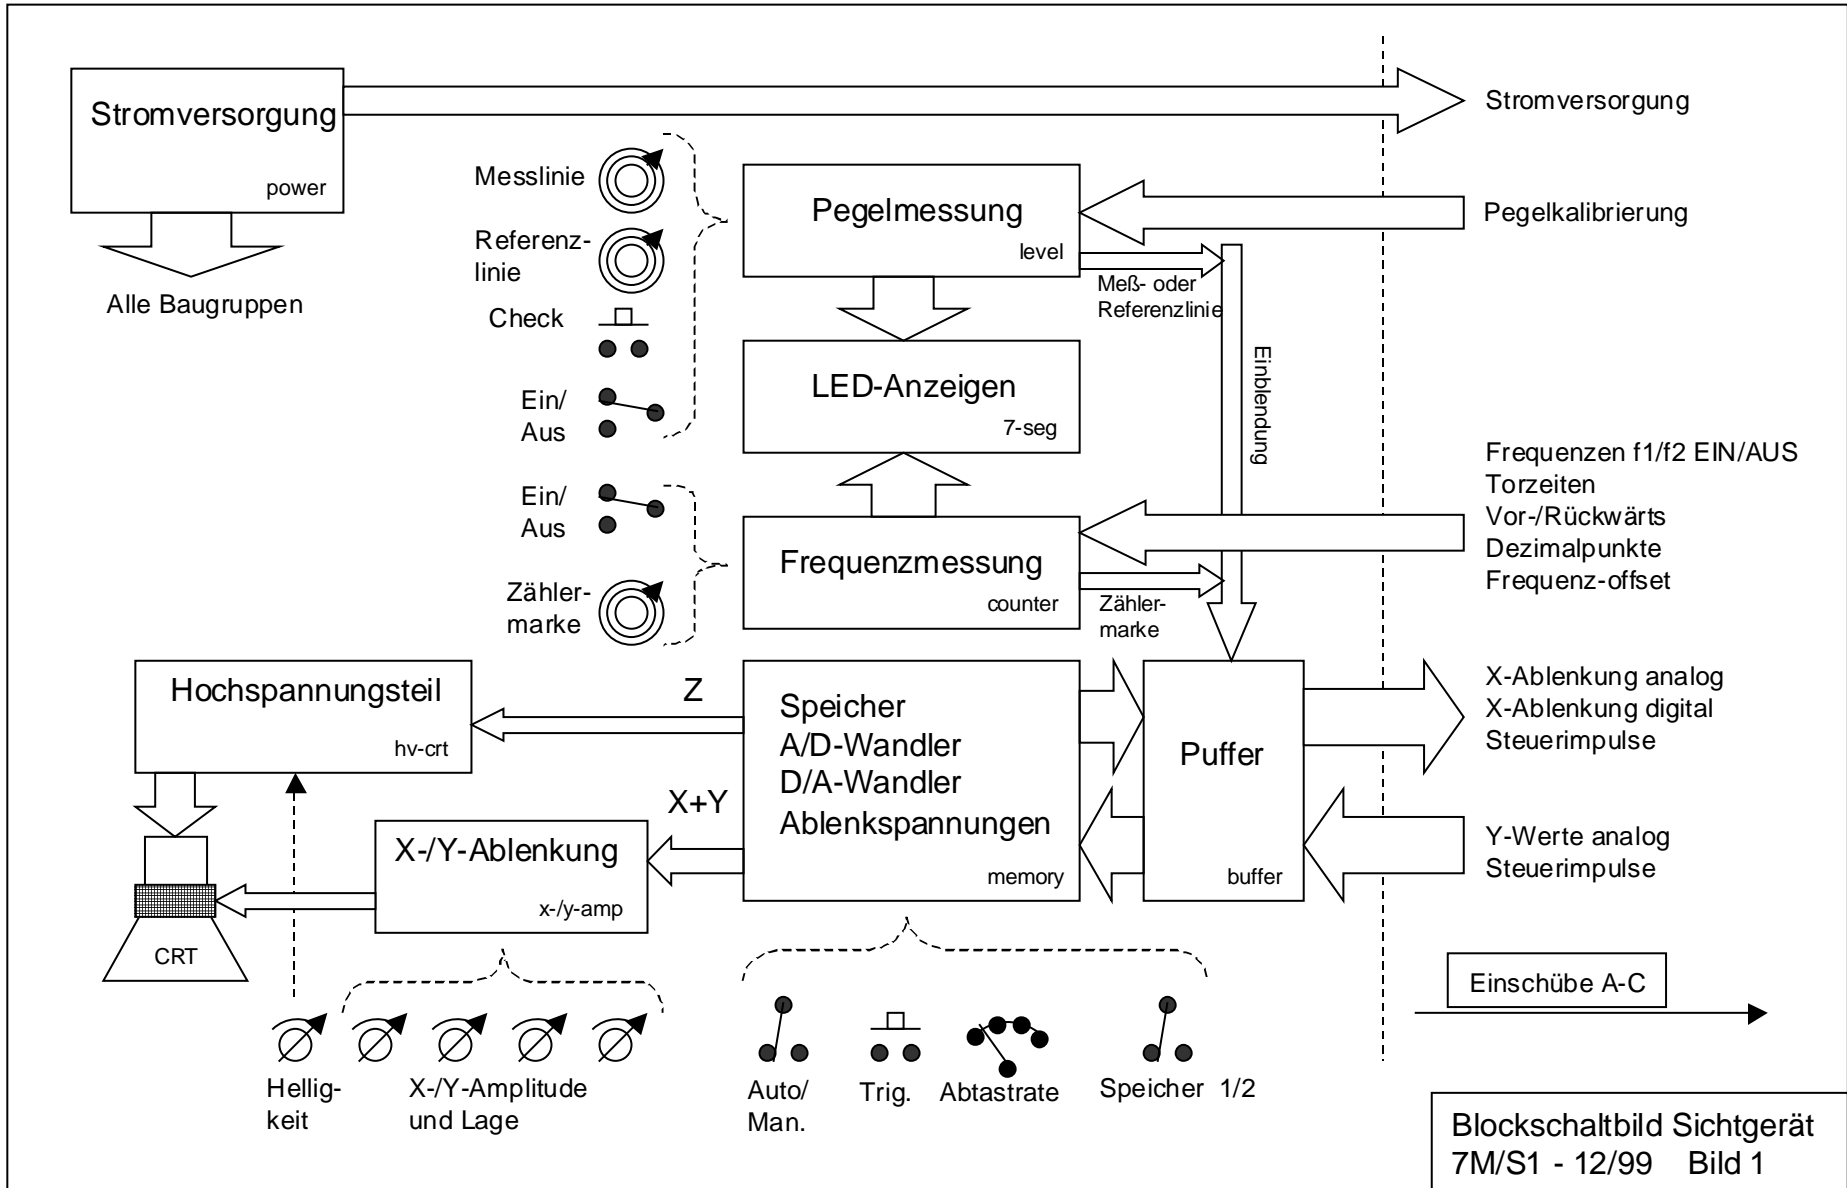 Stromversorgung
power
Alle Baugruppen
Stromversorgung
Messlinie
Referenz-
linie
Check
Ein/
Aus
Pegelmessung
level
Pegelkalibrierung
Meß- oder
Referenzlinie
Einblendung
LED-Anzeigen
7-seg
Ein/
Aus
Zähler-
marke
Frequenzmessung
counter
Zähler-
marke
Frequenzen f1/f2 EIN/AUS
Torzeiten
Vor-/Rückwärts
Dezimalpunkte
Frequenz-offset
Hochspannungsteil
hv-crt
Z
X+Y
Speicher
A/D-Wandler
D/A-Wandler
Ablenkspannungen
memory
Puffer
buffer
X-Ablenkung analog
X-Ablenkung digital
Steuerimpulse
Y-Werte analog
Steuerimpulse
X-/Y-Ablenkung
x-/y-amp
CRT
Hellig-
keit
X-/Y-Amplitude
und Lage
Auto/
Man.
Trig.
Abtastrate
Speicher 1/2
Einschübe A-C
Blockschaltbild Sichtgerät
7M/S1 - 12/99 Bild 1